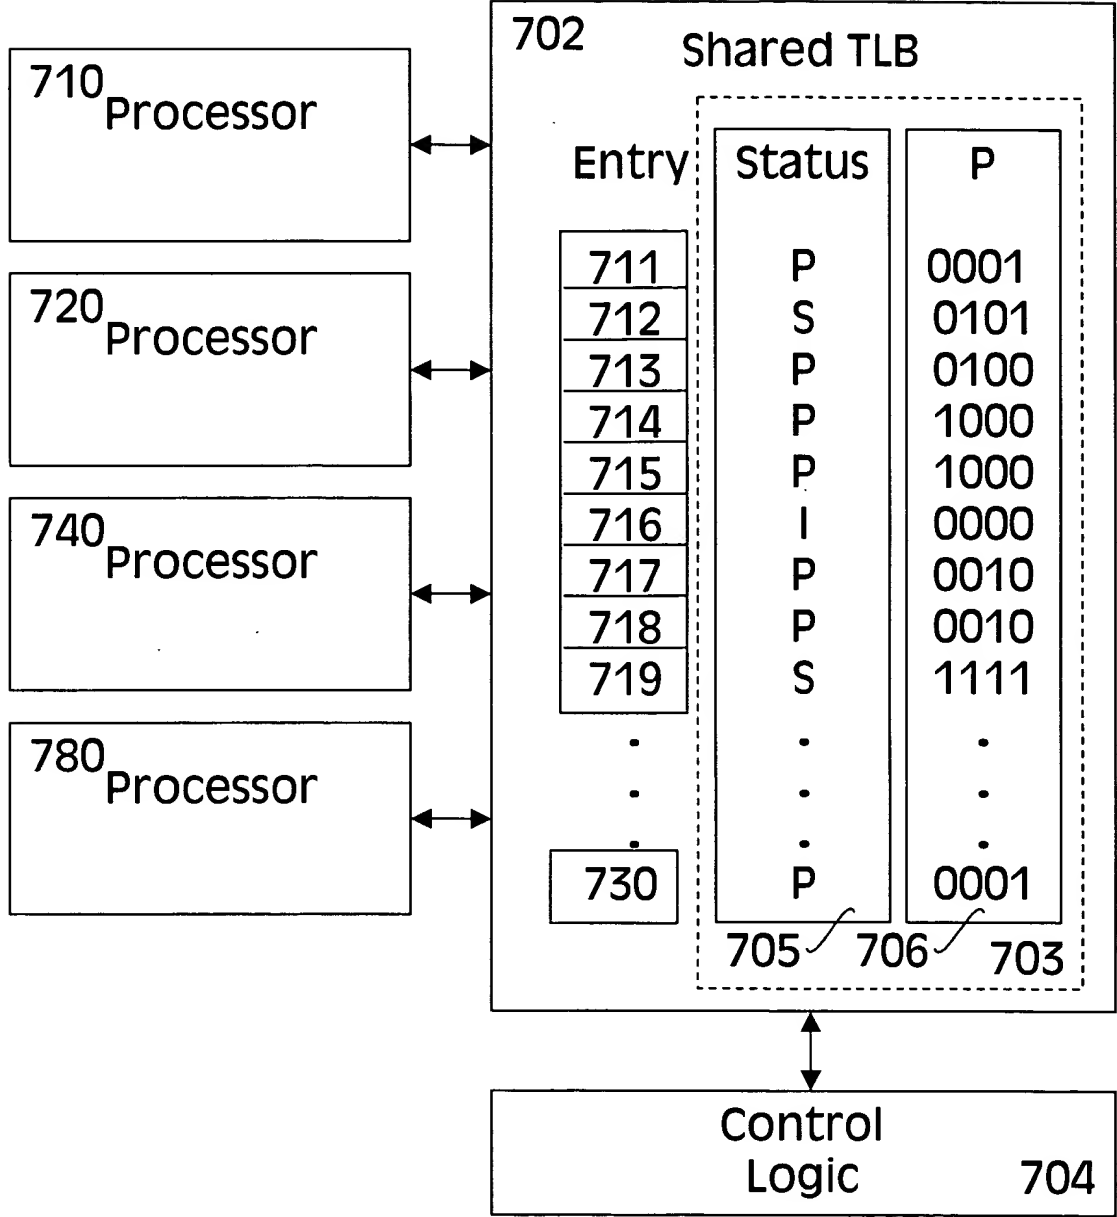 710
Processor
720
Processor
740
Processor
780
Processor
702
Shared TLB
Entry Status P
711 P 0001
712 S 0101
713 P 0100
714 P 1000
715 P 1000
716 I 0000
717 P 0010
718 P 0010
719 S 1111
730 P 0001
705 706 703
Control
Logic 704